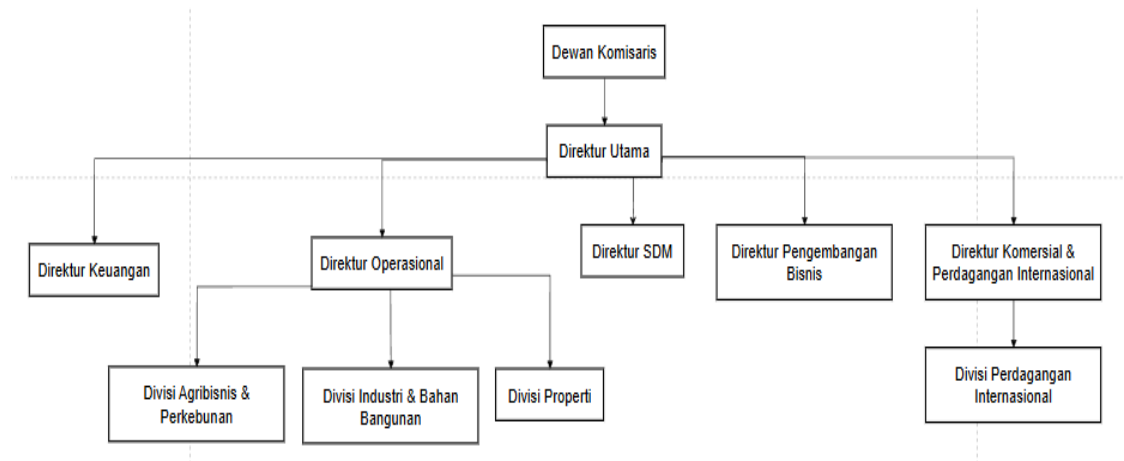 Dewan Komisaris
Direktur Utama
Direktur Keuangan
Direktur Operasional
Direktur SDM
Direktur Pengembangan
Bisnis
Direktur Komersial &
Perdagangan Internasional
Divisi Agribisnis &
Perkebunan
Divisi Industri & Bahan
Bangunan
Divisi Properti
Divisi Perdagangan
Internasional